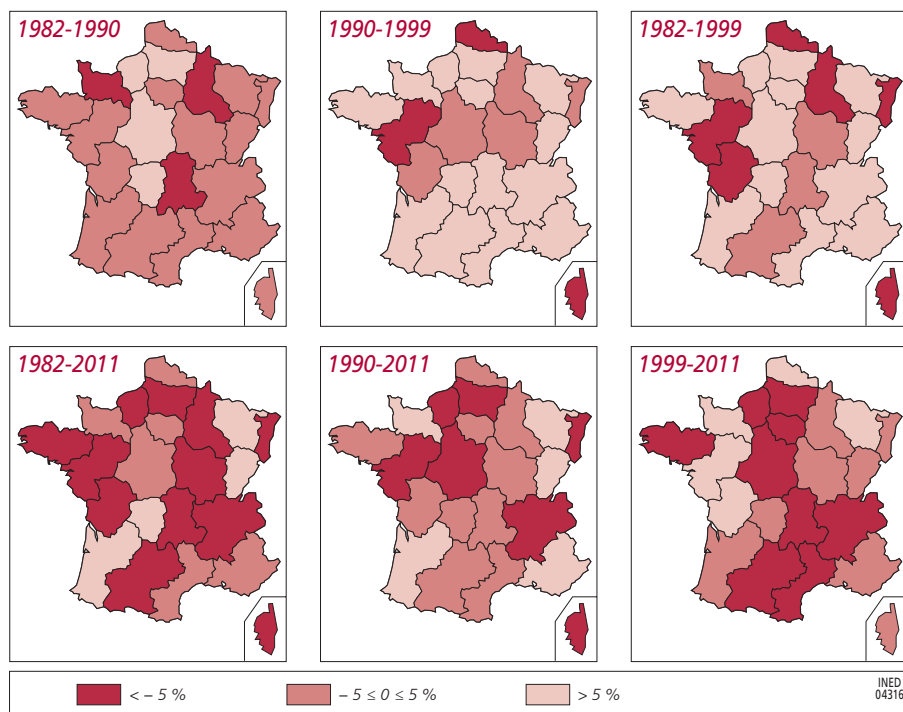 1982-1990
1990-1999
1982-1999
1982-2011
1990-2011
1999-2011
< – 5 %
– 5 ≤ 0 ≤ 5 %
> 5 %
INED
04316